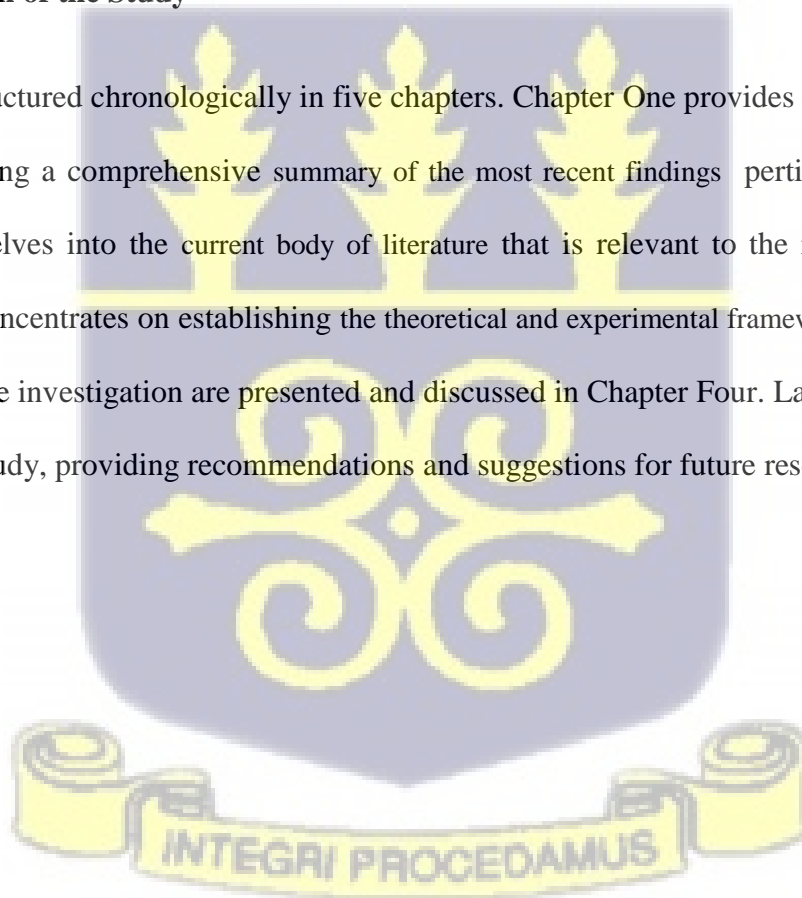 of the Study
uctured chronologically in five chapters. Chapter One provides
ng a comprehensive summary of the most recent findings perti
elves into the current body of literature that is relevant to the
ncentrates on establishing the theoretical and experimental framew
e investigation are presented and discussed in Chapter Four. La
udy, providing recommendations and suggestions for future res
INTEGRI PROCEDAMUS